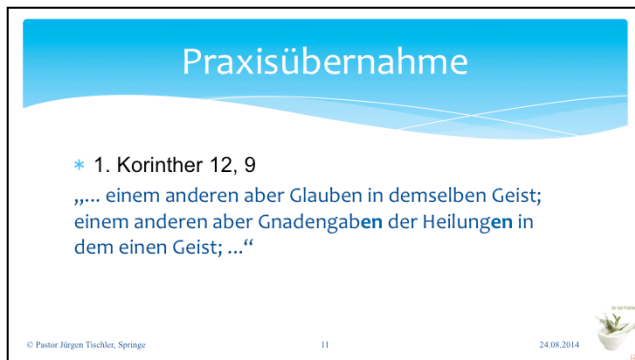 Praxisübernahme
* 1. Korinther 12, 9
„... einem anderen aber Glauben in demselben Geist;
einem anderen aber Gnadengaben der Heilungen in
dem einen Geist; ...“
© Pastor Jürgen Tischler, Springe
11
24.08.2014